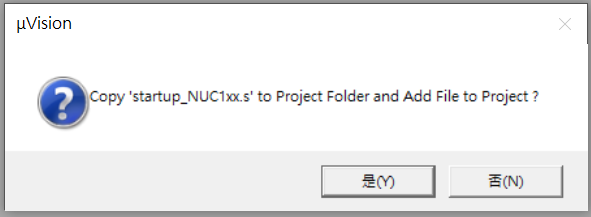 µVision
Copy 'startup_NUC1xx.s' to Project Folder and Add File to Project ?
是(Y)
否(N)